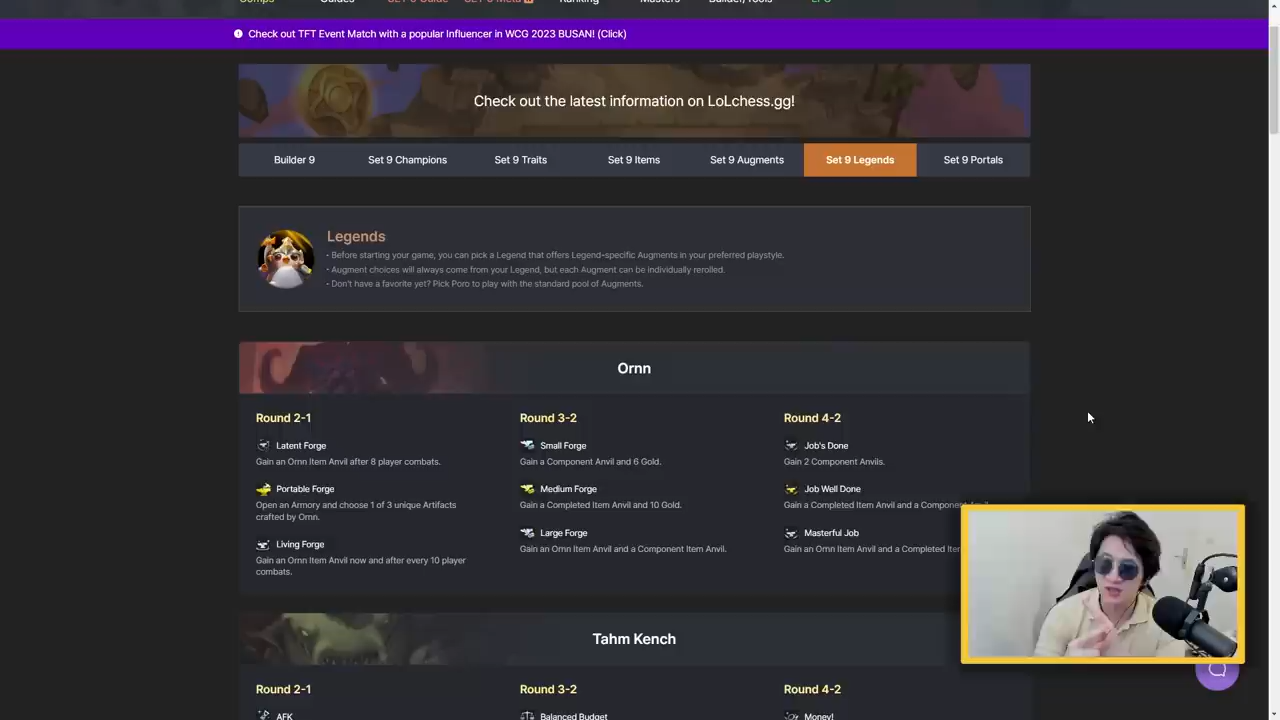 Check out TFT Event Match with a popular Influencer in WCG 2023 BUSAN! (Click)
Check out the latest information on LoLchess.gg!
Builder 9 Set 9 Champions Set 9 Traits Set 9 Items Set 9 Augments Set 9 Legends Set 9 Portals
Legends
• Before starting your game, you can pick a Legend that offers Legend-specific Augments in your preferred playstyle.
• Augment choices will always come from your Legend, but each Augment can be individually rerolled.
• Don't have a favorite yet? Pick Poro to play with the standard pool of Augments.
Ornn
Round 2-1
Latent Forge
Gain an Ornn Item Anvil after 8 player combats.
Portable Forge
Open an Armory and choose 1 of 3 unique Artifacts
crafted by Ornn.
Living Forge
Gain an Ornn Item Anvil now and after every 10 player
combats.
Round 3-2
Small Forge
Gain a Component Anvil and 6 Gold.
Medium Forge
Gain a Completed Item Anvil and 10 Gold.
Large Forge
Gain an Ornn Item Anvil and a Component Item Anvil.
Round 4-2
Job's Done
Gain 2 Component Anvils.
Job Well Done
Gain a Completed Item Anvil and a Component Anvil.
Masterful Job
Gain an Ornn Item Anvil and a Completed Item
Tahm Kench
Round 2-1
AFK
Round 3-2
Balanced Budget
Round 4-2
Money!